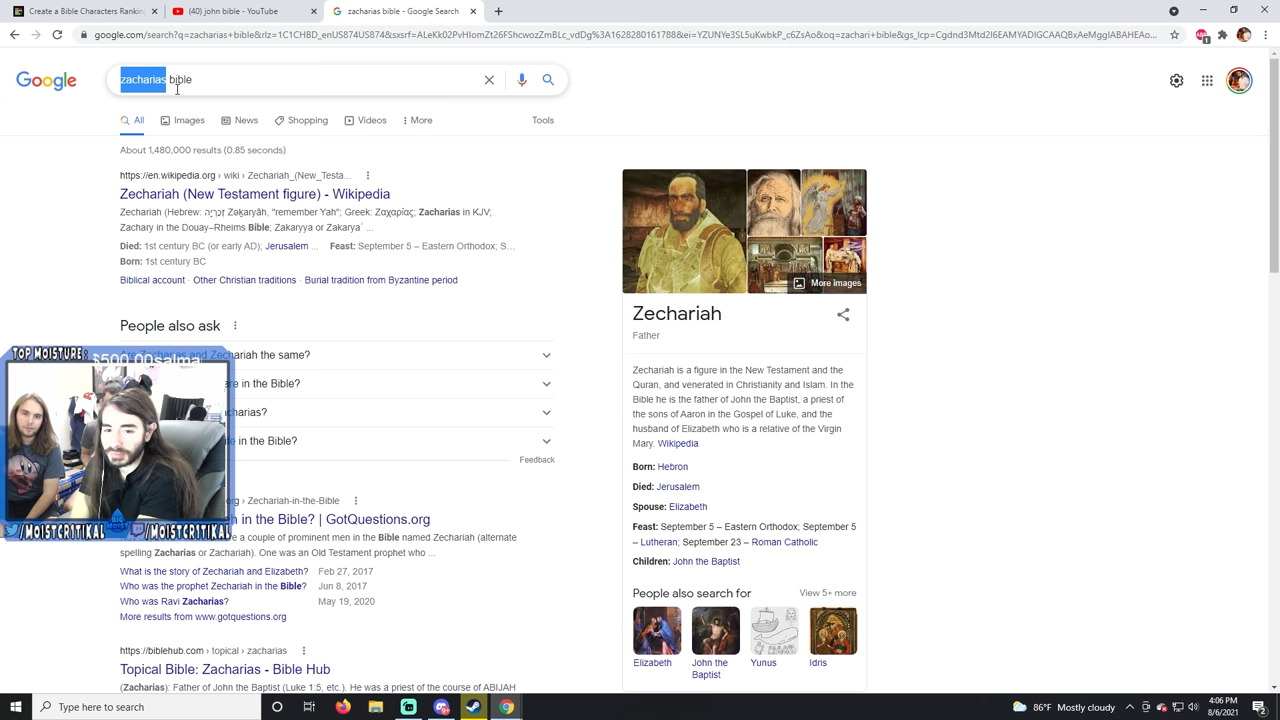 Create a Bible Characters Rankin
(40) john b - YouTube
zacharias bible - Google Search
google.com/search?q=zacharias+bible&rlz=1C1CHBD_enUS874US874&sxsrf=ALeKk02PvHIomZt26FShcwozZmBLc_vdDg%3A1628280161788&ei=YZUNYe3SL5uKwbkP_c6ZsAo&oq=zachari+bible&gs_lcp=Cgdnd3Mtd2l6EAMYADIGCAAQBxAeMggIABAHEAo...
Google
zacharias bible
All
Images
News
Shopping
Videos
More
Tools
About 1,480,000 results (0.85 seconds)
https://en.wikipedia.org › wiki › Zechariah_(New_Testa...
Zechariah (New Testament figure) - Wikipedia
Zechariah (Hebrew: זְכַרְיָה Zəḵaryāh, "remember Yah"; Greek: Ζαχαρίας; Zacharias in KJV;
Zachary in the Douay–Rheims Bible; Zakaryya or Zakarya` ...
Died: 1st century BC (or early AD); Jerusalem ... Feast: September 5 – Eastern Orthodox; S...
Born: 1st century BC
Biblical account · Other Christian traditions · Burial tradition from Byzantine period
People also ask
TOP MOISTURE: $500.00salma
Are Zacharias and Zechariah the same?
are in the Bible?
charias?
ife in the Bible?
Feedback
org › Zechariah-in-the-Bible
h in the Bible? | GotQuestions.org
re a couple of prominent men in the Bible named Zechariah (alternate
spelling Zacharias or Zachariah). One was an Old Testament prophet who ...
/MOISTCRITIKAL
BIG MOIST
/MOISTCRITIKAL
What is the story of Zechariah and Elizabeth? Feb 27, 2017
Who was the prophet Zechariah in the Bible? Jun 8, 2017
Who was Ravi Zacharias? May 19, 2020
More results from www.gotquestions.org
https://biblehub.com › topical › zacharias
Topical Bible: Zacharias - Bible Hub
(Zacharias): Father of John the Baptist (Luke 1:5, etc.). He was a priest of the course of ABIJAH
More images
Zechariah
Father
Zechariah is a figure in the New Testament and the
Quran, and venerated in Christianity and Islam. In the
Bible he is the father of John the Baptist, a priest of
the sons of Aaron in the Gospel of Luke, and the
husband of Elizabeth who is a relative of the Virgin
Mary. Wikipedia
Born: Hebron
Died: Jerusalem
Spouse: Elizabeth
Feast: September 5 – Eastern Orthodox; September 5
– Lutheran; September 23 – Roman Catholic
Children: John the Baptist
People also search for
View 5+ more
Elizabeth
John the
Baptist
Yunus
Idris
Type here to search
86°F Mostly cloudy
4:06 PM
8/6/2021